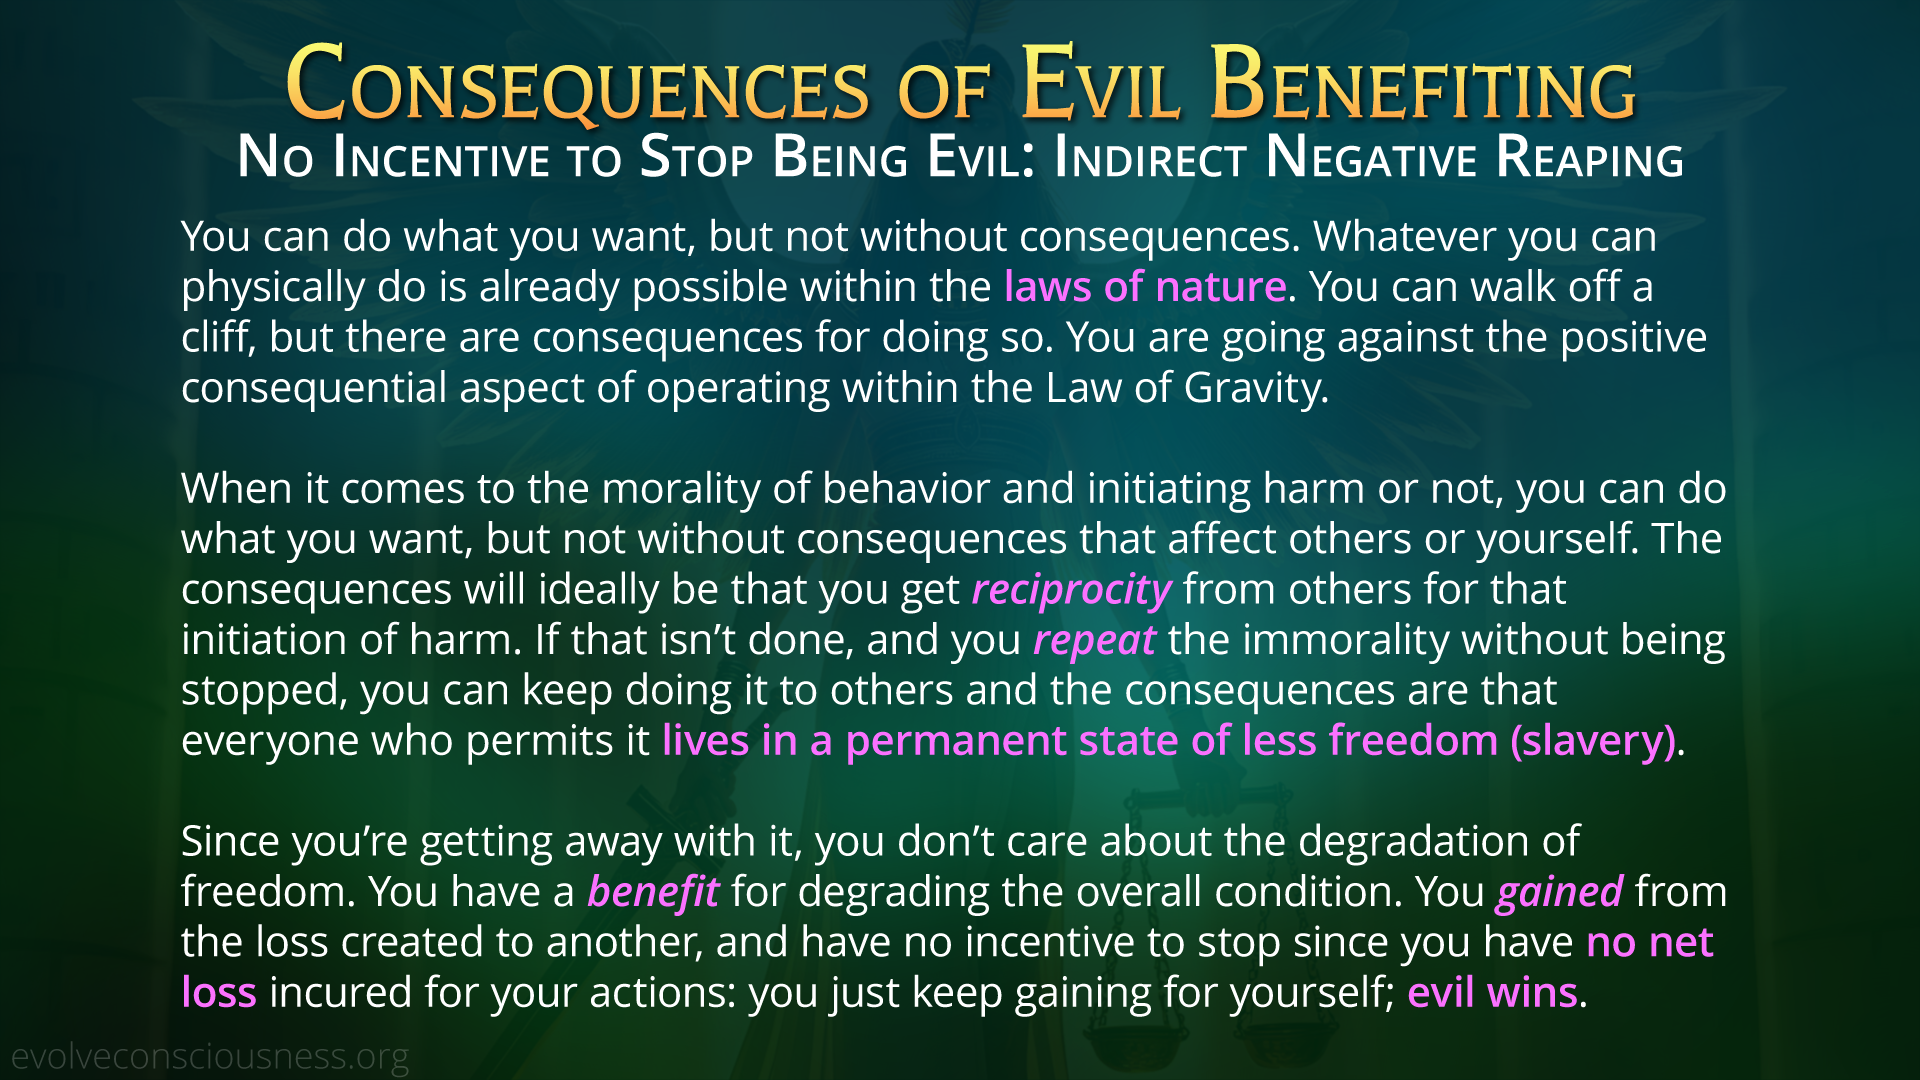 Consequences of Evil Benefiting
No Incentive to Stop Being Evil: Indirect Negative Reaping
You can do what you want, but not without consequences. Whatever you can
physically do is already possible within the laws of nature. You can walk off a
cliff, but there are consequences for doing so. You are going against the positive
consequential aspect of operating within the Law of Gravity.
When it comes to the morality of behavior and initiating harm or not, you can do
what you want, but not without consequences that affect others or yourself. The
consequences will ideally be that you get reciprocity from others for that
initiation of harm. If that isn’t done, and you repeat the immorality without being
stopped, you can keep doing it to others and the consequences are that
everyone who permits it lives in a permanent state of less freedom (slavery).
Since you’re getting away with it, you don’t care about the degradation of
freedom. You have a benefit for degrading the overall condition. You gained from
the loss created to another, and have no incentive to stop since you have no net
loss incured for your actions: you just keep gaining for yourself; evil wins.
evolveconsciousness.org